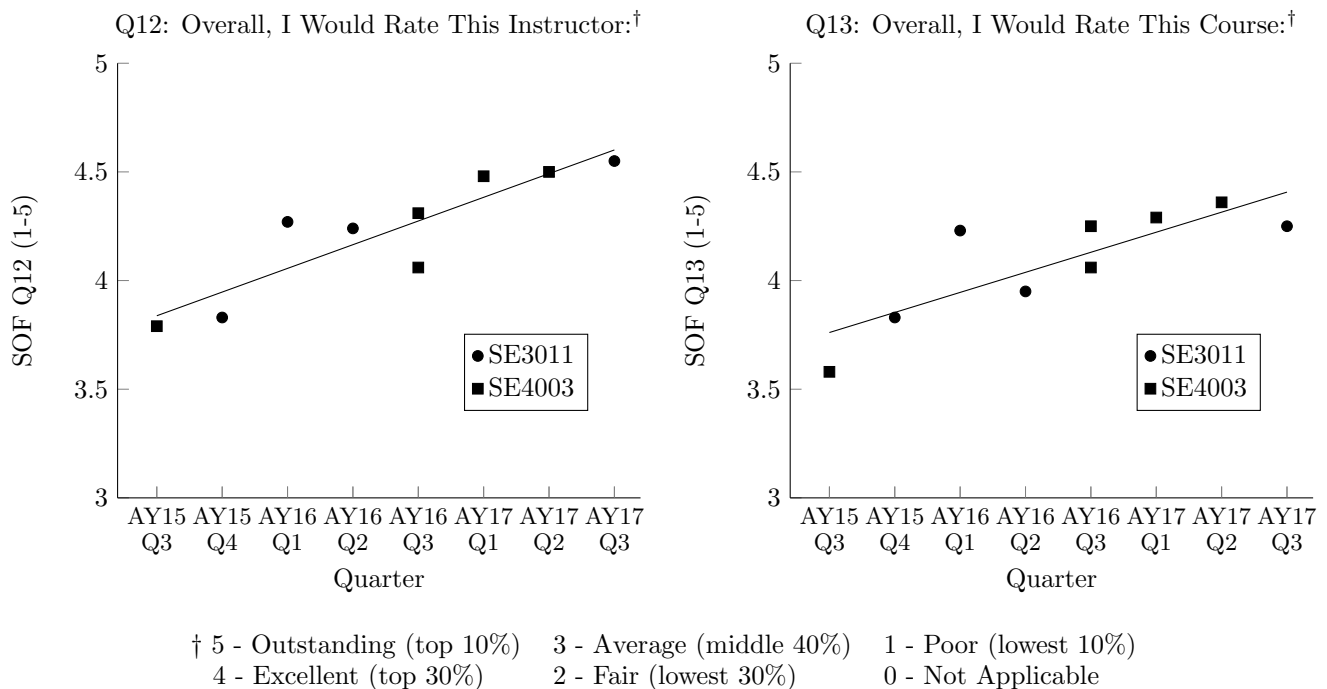 Q12: Overall, I Would Rate This Instructor:†
5
4.5
4
3.5
3
SOF Q12 (1-5)
SE3011
SE4003
AY15 AY15 AY16 AY16 AY16 AY17 AY17 AY17
Q3 Q4 Q1 Q2 Q3 Q1 Q2 Q3
Quarter
Q13: Overall, I Would Rate This Course:†
5
4.5
4
3.5
3
SOF Q13 (1-5)
SE3011
SE4003
AY15 AY15 AY16 AY16 AY16 AY17 AY17 AY17
Q3 Q4 Q1 Q2 Q3 Q1 Q2 Q3
Quarter
† 5 - Outstanding (top 10%) 3 - Average (middle 40%) 1 - Poor (lowest 10%)
4 - Excellent (top 30%) 2 - Fair (lowest 30%) 0 - Not Applicable